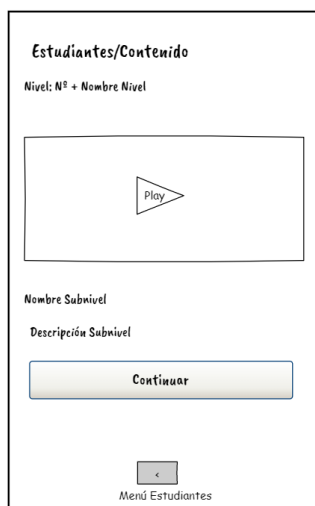 Estudiantes/Contenido
Nivel: Nº + Nombre Nivel
Play
Nombre Subnivel
Descripción Subnivel
Continuar
<
Menú Estudiantes